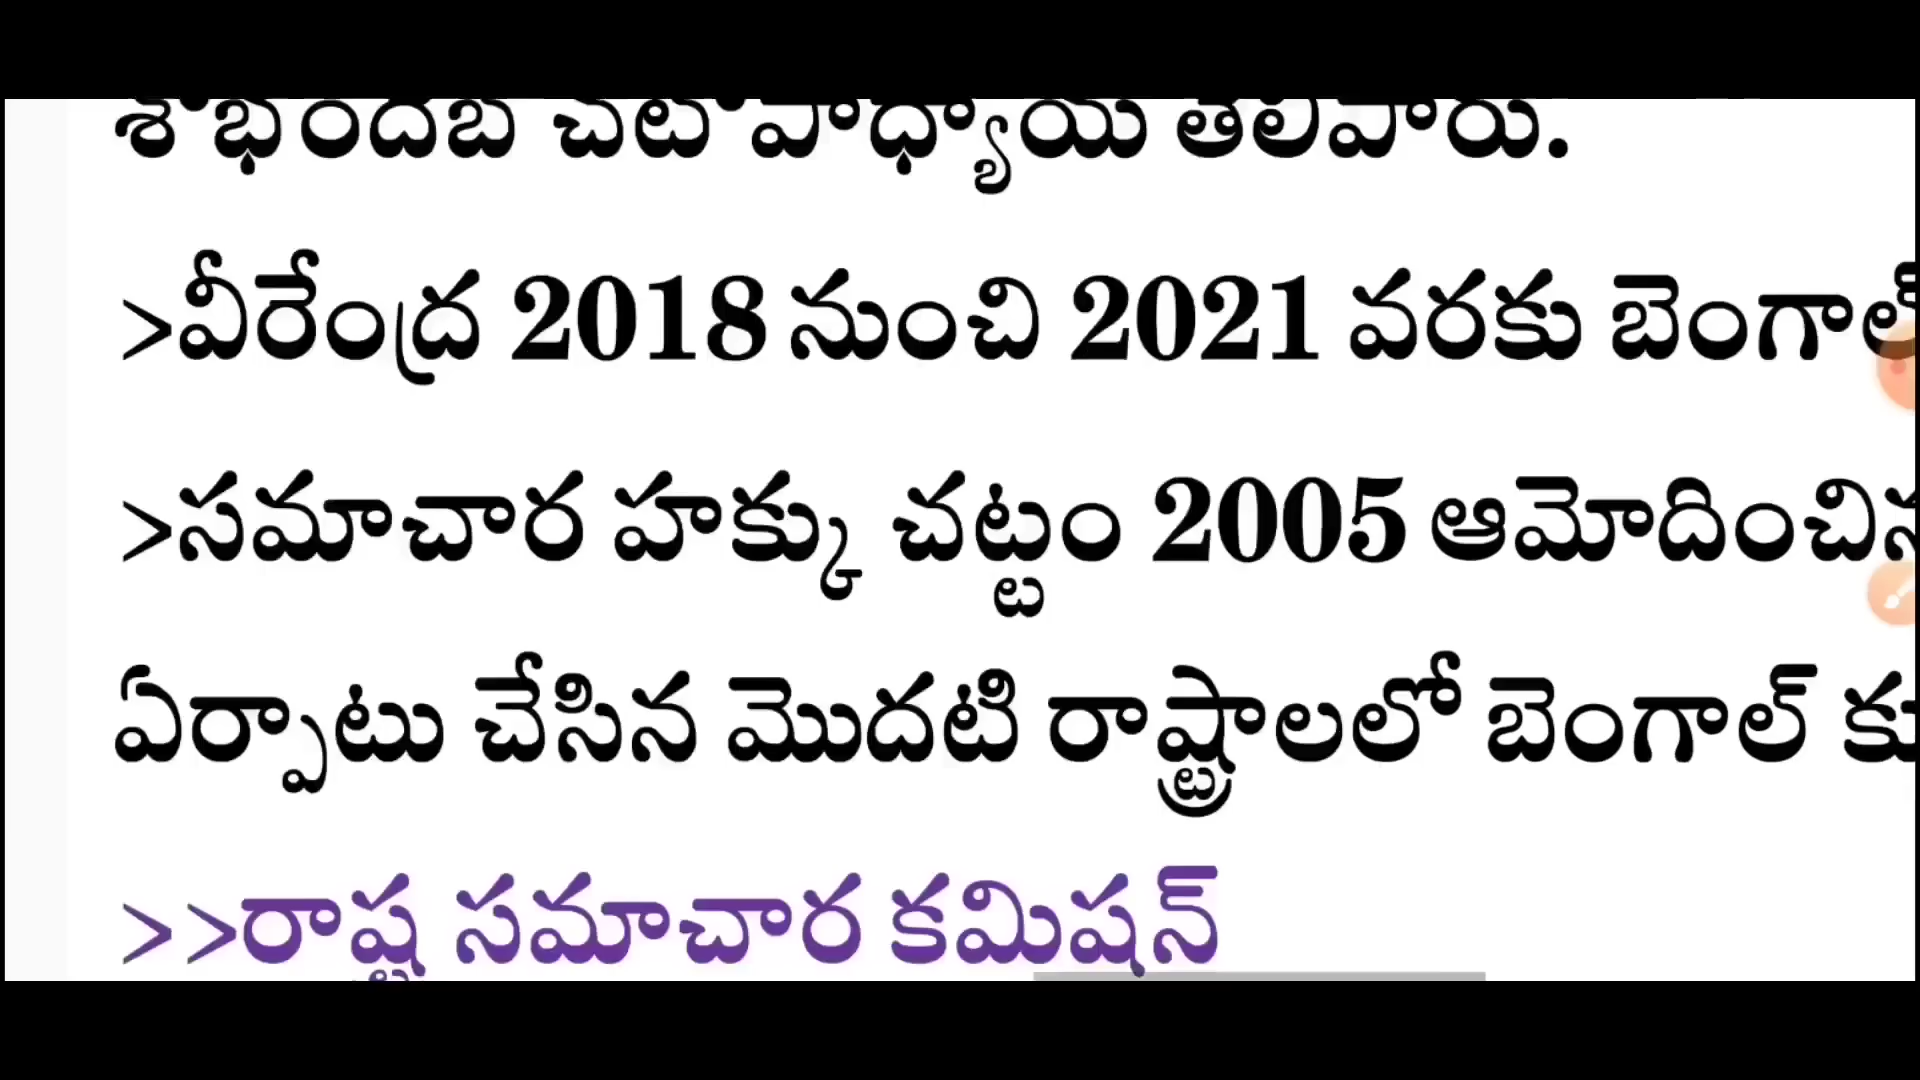 తెలిపారు.
>వీరేంద్ర 2018 నుంచి 2021 వరకు బెంగాల్
>సమాచార హక్కు చట్టం 2005 ఆమోదించిన
ఏర్పాటు చేసిన మొదటి రాష్ట్రాలలో బెంగాల్
>>రాష్ట్ర సమాచార కమిషన్